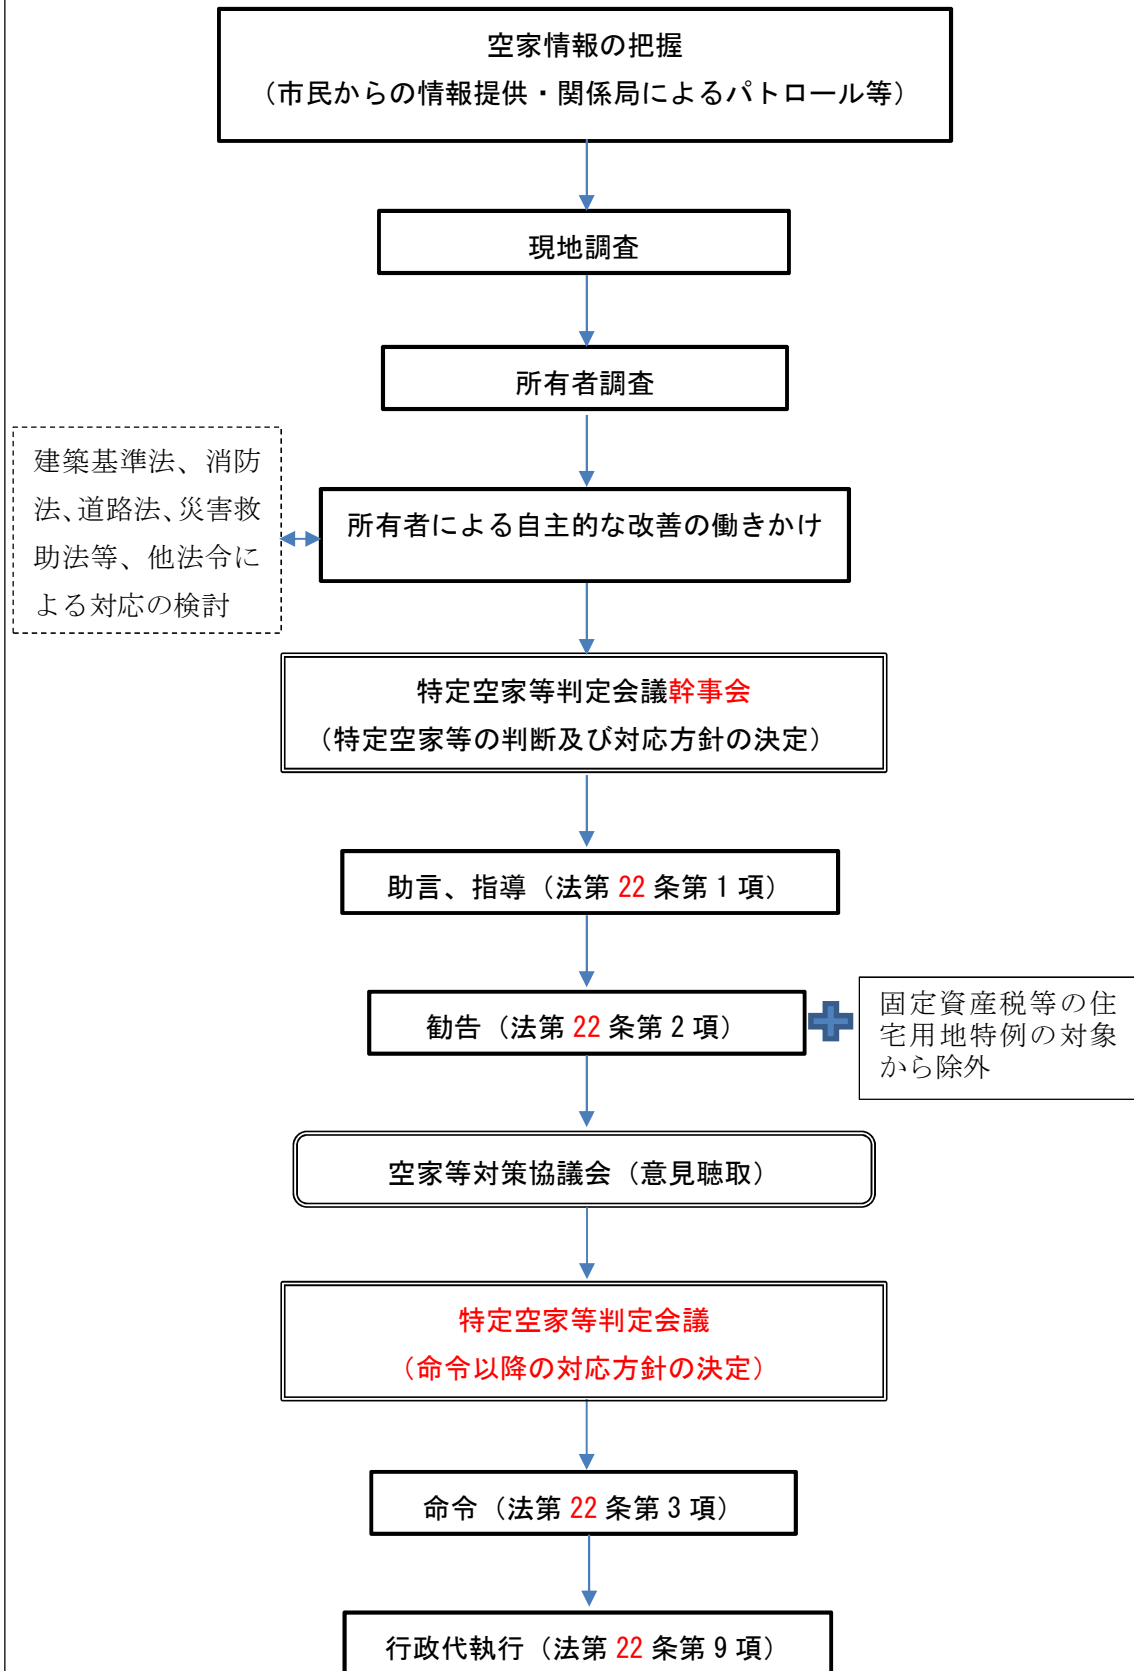 空家情報の把握
（市民からの情報提供・関係局によるパトロール等）
現地調査
所有者調査
建築基準法、消防
法、道路法、災害救
助法等、他法令に
よる対応の検討
所有者による自主的な改善の働きかけ
特定空家等判定会議幹事会
（特定空家等の判断及び対応方針の決定）
助言、指導（法第 22 条第 1 項）
勧告（法第 22 条第 2 項）
固定資産税等の住
宅用地特例の対象
から除外
空家等対策協議会（意見聴取）
特定空家等判定会議
（命令以降の対応方針の決定）
命令（法第 22 条第 3 項）
行政代執行（法第 22 条第 9 項）